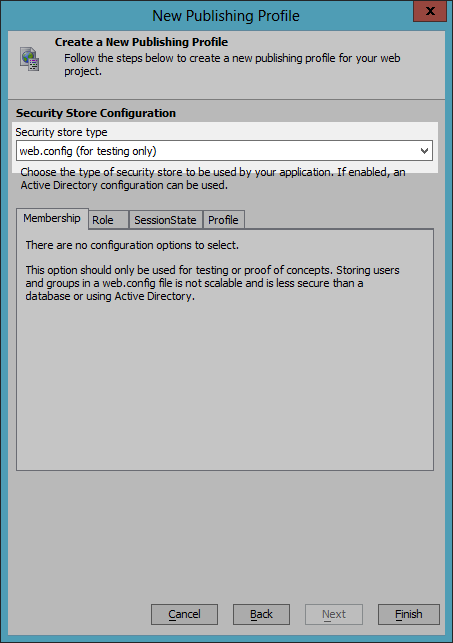 New Publishing Profile
x
Create a New Publishing Profile
Follow the steps below to create a new publishing profile for your web
project.
Security Store Configuration
Security store type
web.config (for testing only)
Choose the type of security store to be used by your application. If enabled, an
Active Directory configuration can be used.
Membership Role SessionState Profile
There are no configuration options to select.
This option should only be used for testing or proof of concepts. Storing users
and groups in a web.config file is not scalable and is less secure than a
database or using Active Directory.
Cancel Back Next Finish